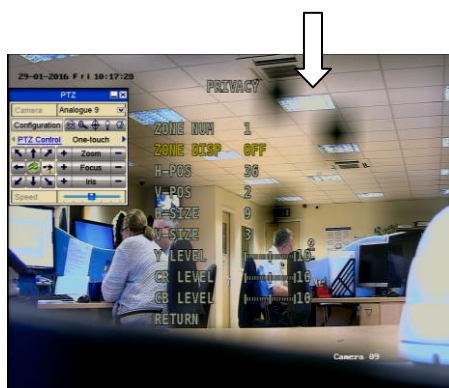 29-01-2016 Fri 10:17:28
PTZ
Camera Analogue 9
Configuration
PTZ Control One-touch
+ Zoom -
+ Focus -
+ Iris -
Speed
PRIVACY
ZONE NUM 1
ZONE DISP OFF
H-POS 36
V-POS 2
H-SIZE 9
V-SIZE 3
2
Y LEVEL 10
CR LEVEL 10
CB LEVEL 10
RETURN
Camera 09